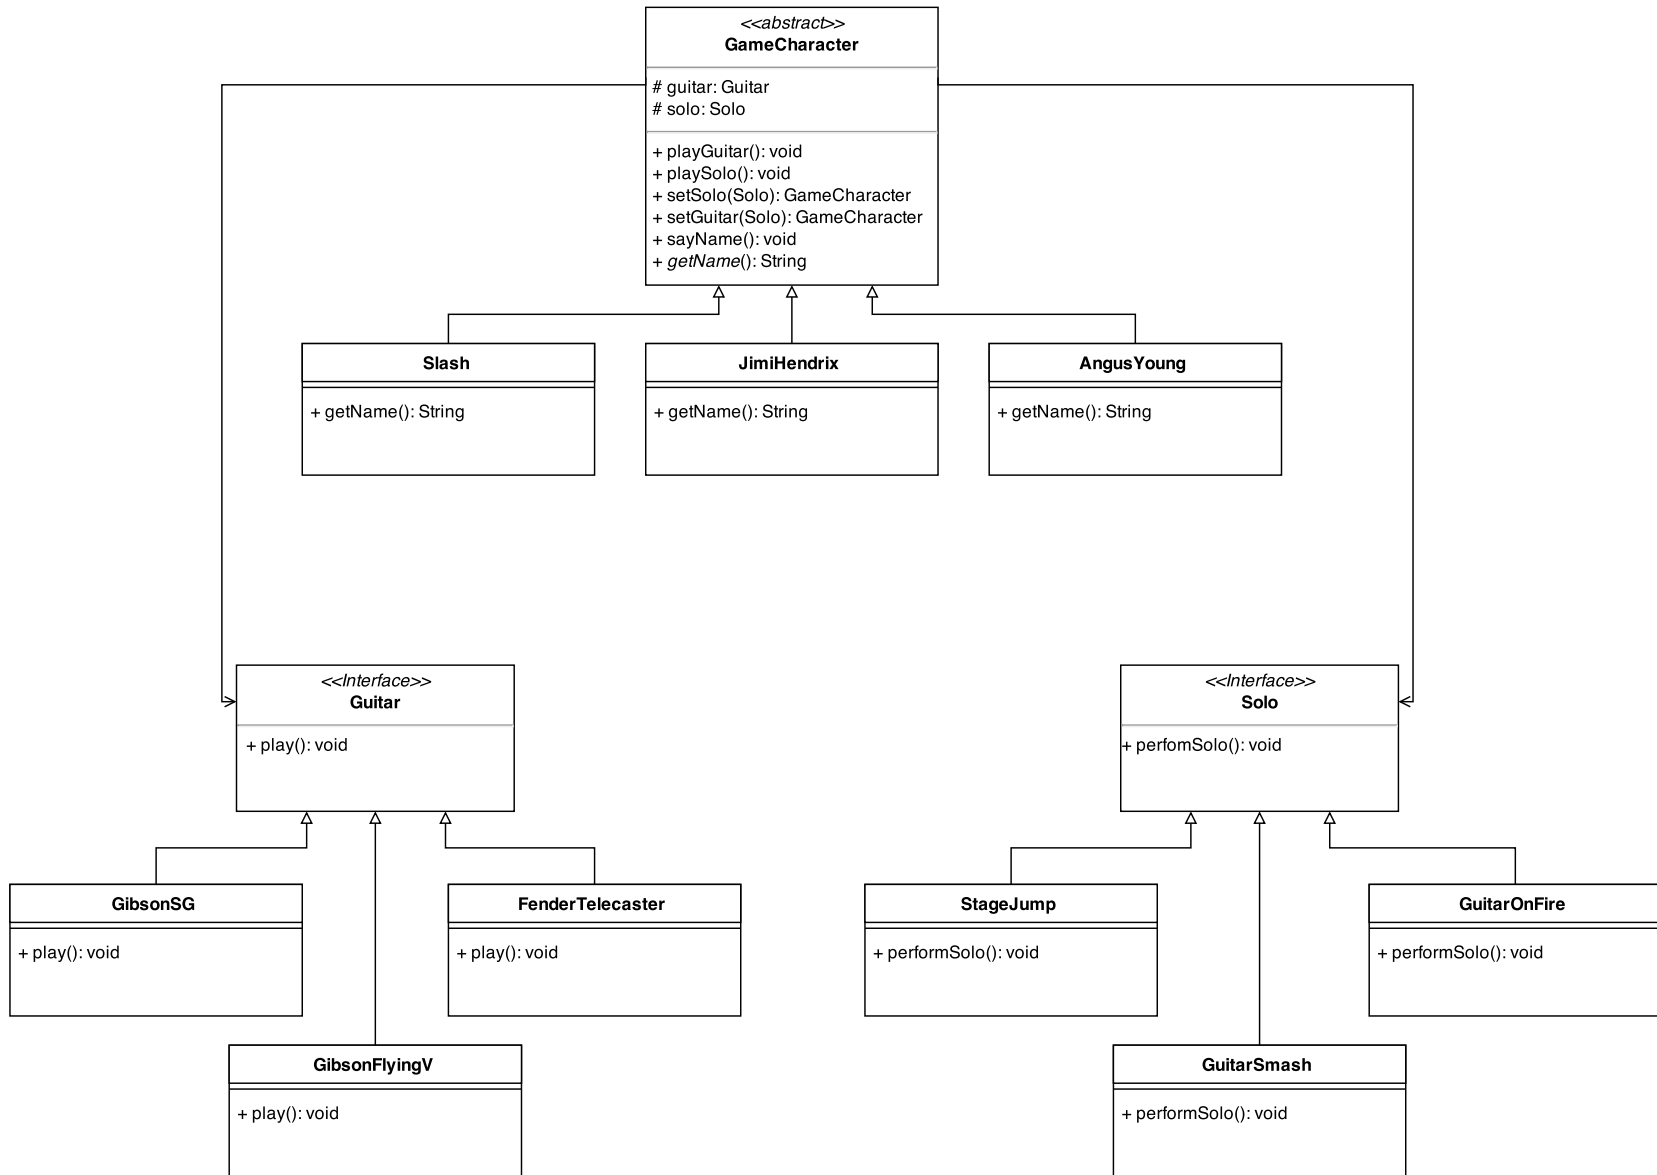 <<abstract>>
GameCharacter
# guitar: Guitar
# solo: Solo
+ playGuitar(): void
+ playSolo(): void
+ setSolo(Solo): GameCharacter
+ setGuitar(Solo): GameCharacter
+ sayName(): void
+ getName(): String
Slash
+ getName(): String
JimiHendrix
+ getName(): String
AngusYoung
+ getName(): String
<<Interface>>
Guitar
+ play(): void
<<Interface>>
Solo
+ perfomSolo(): void
GibsonSG
+ play(): void
FenderTelecaster
+ play(): void
StageJump
+ performSolo(): void
GuitarOnFire
+ performSolo(): void
GibsonFlyingV
+ play(): void
GuitarSmash
+ performSolo(): void